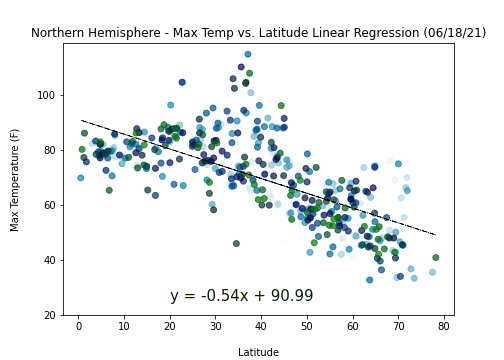 Northern Hemisphere - Max Temp vs. Latitude Linear Regression (06/18/21)
Max Temperature (F)
100
80
60
40
20
y = -0.54x + 90.99
0 10 20 30 40 50 60 70 80
Latitude